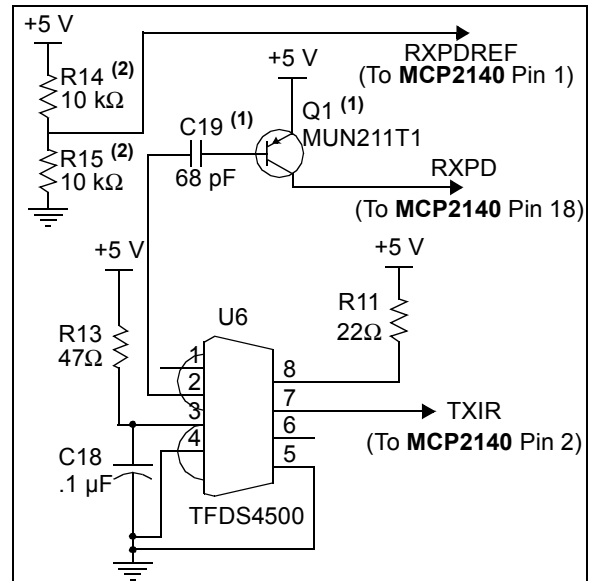 +5 V
R14 (2)
10 kΩ
R15 (2)
10 kΩ
RXPDREF
(To MCP2140 Pin 1)
+5 V
C19 (1)
68 pF
Q1 (1)
MUN211T1
RXPD
(To MCP2140 Pin 18)
+5 V
R13
47Ω
+5 V
R11
22Ω
U6
1
2
3
4
8
7
6
5
TXIR
(To MCP2140 Pin 2)
C18
.1 µF
TFDS4500